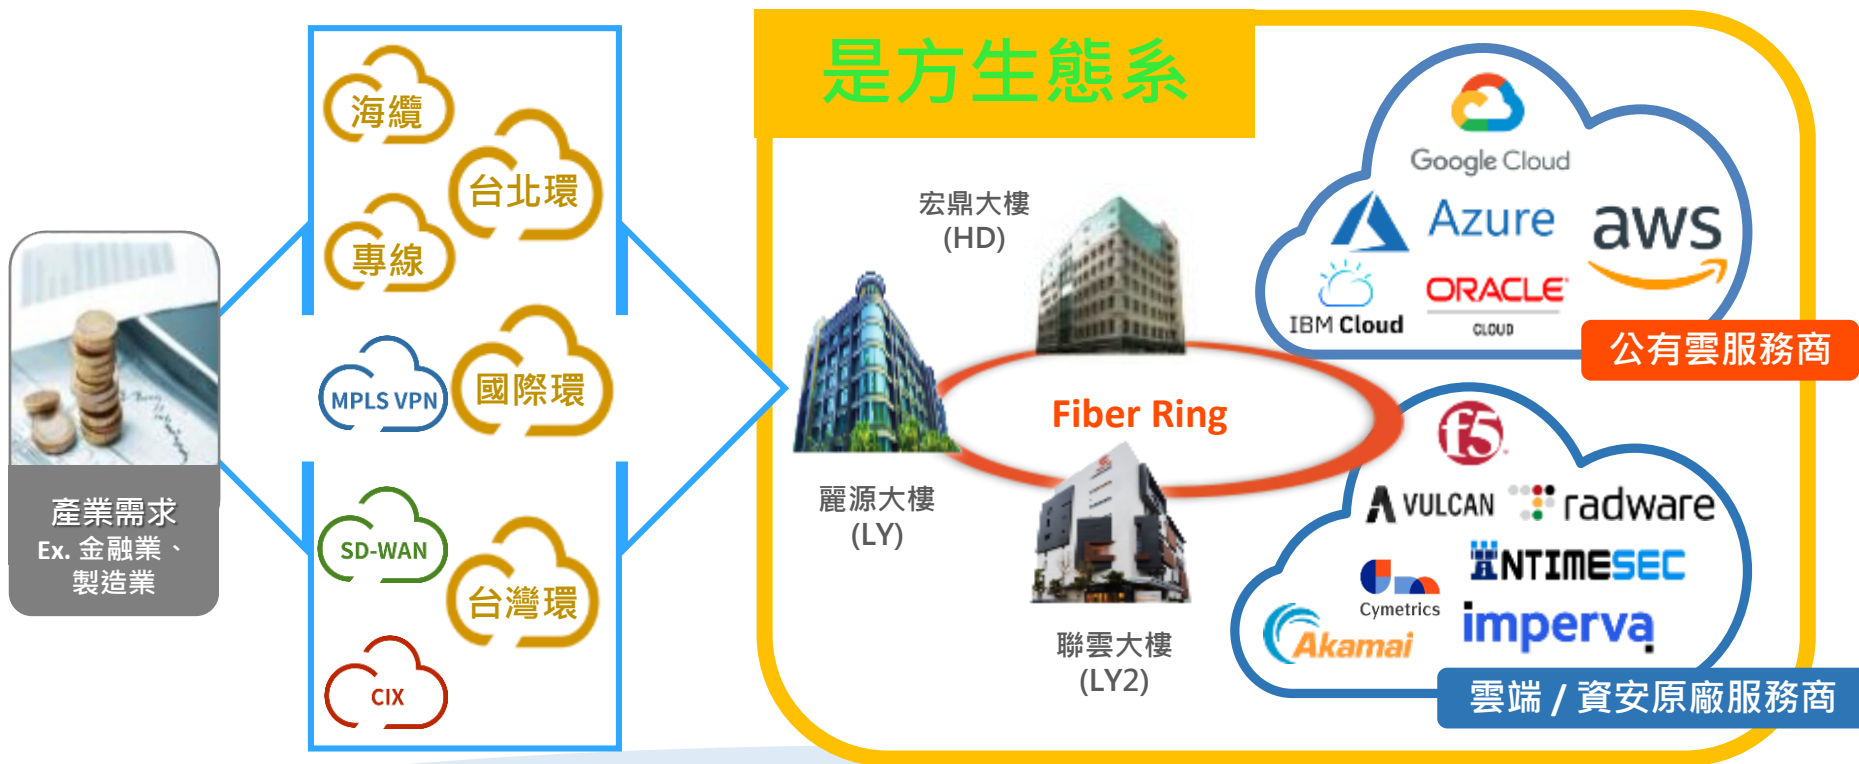 是方生態系
海纜
台北環
專線
MPLS VPN
國際環
SD-WAN
台灣環
CIX
產業需求
Ex. 金融業、
製造業
宏鼎大樓
(HD)
Fiber Ring
麗源大樓
(LY)
聯雲大樓
(LY2)
Google Cloud
Azure
aws
IBM Cloud
ORACLE
CLOUD
公有雲服務商
f5
VULCAN
radware
INTIMESEC
Cymetrics
imperva
Akamai
雲端 / 資安原廠服務商